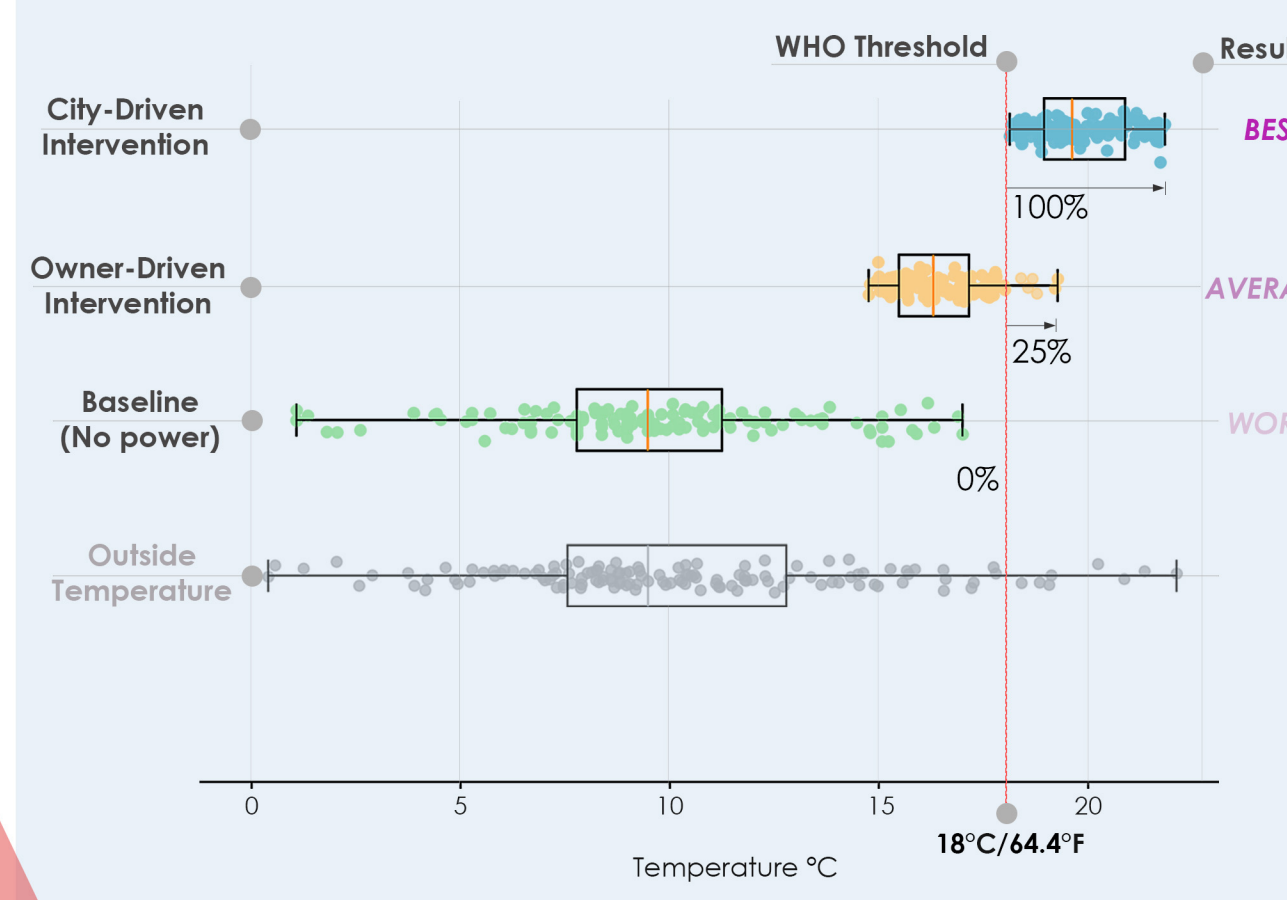 WHO Threshold
City-Driven
Intervention
100%
Owner-Driven
Intervention
25%
Baseline
(No power)
0%
Outside
Temperature
0 5 10 15 20
18°C/64.4°F
Temperature °C